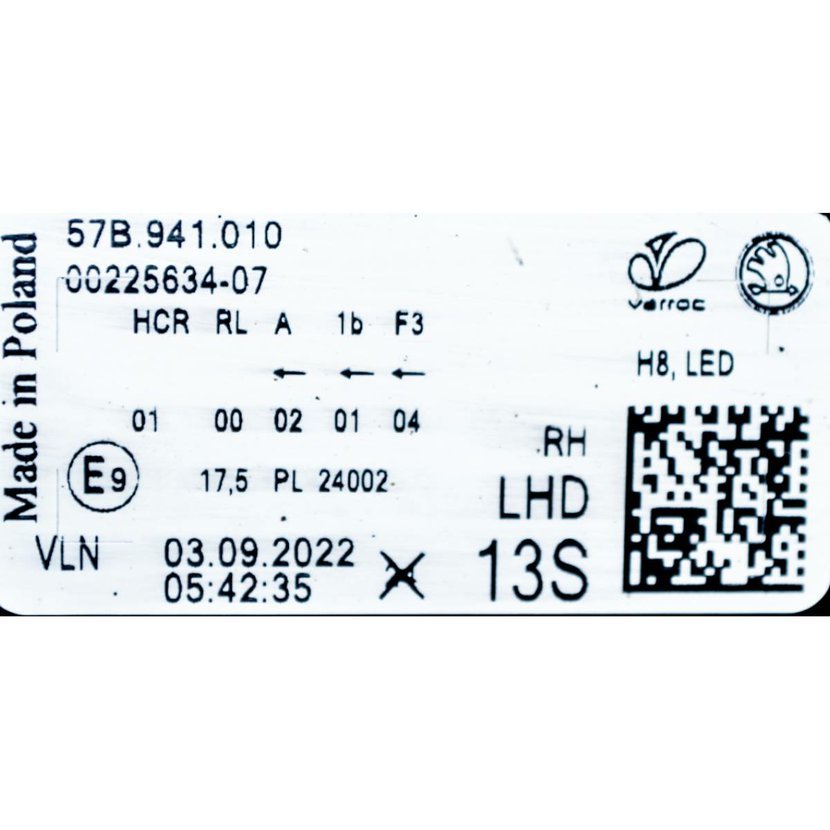 Made in Poland
57B.941.010
00225634-07
HCR RL A 1b F3
← ← ←
01 00 02 01 04
E9
17,5 PL 24002
VLN
03.09.2022
05:42:35
varroc
H8, LED
RH
LHD
13S